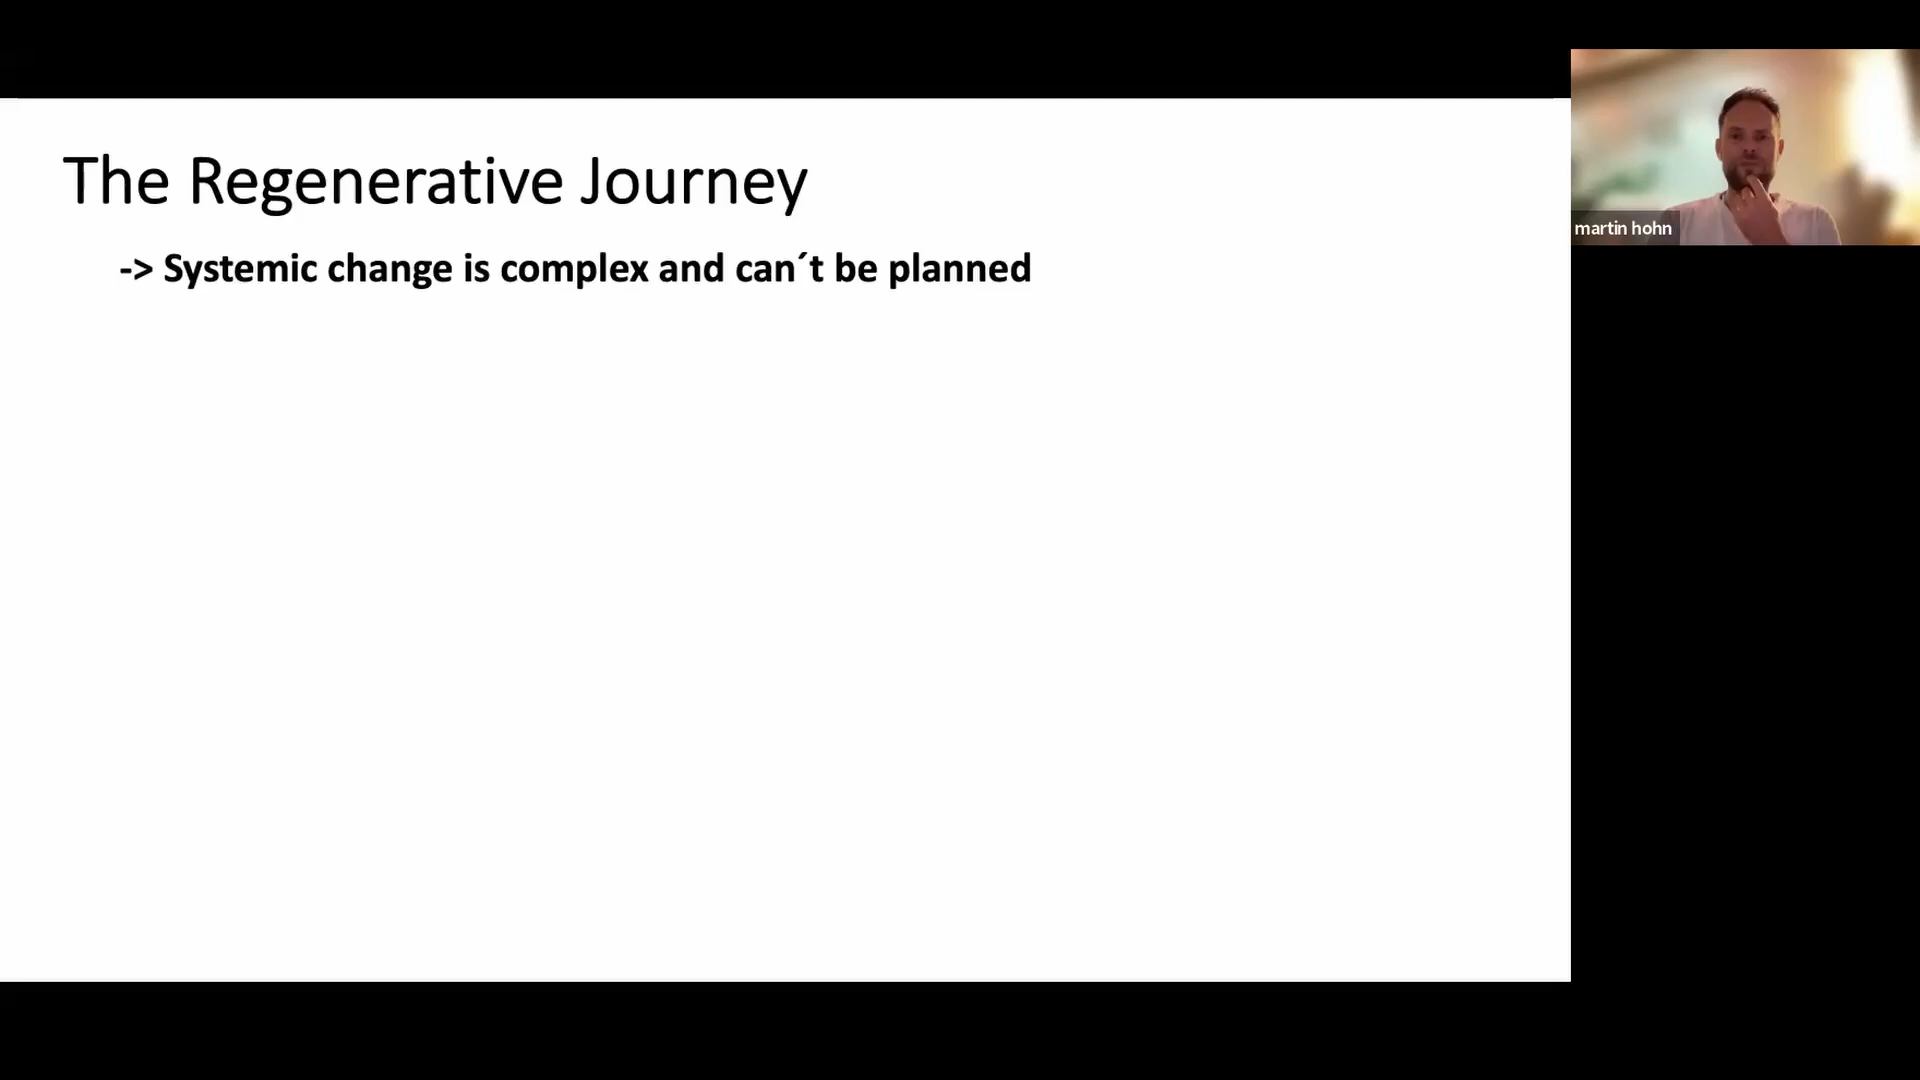 The Regenerative Journey
-> Systemic change is complex and can´t be planned
martin hohn